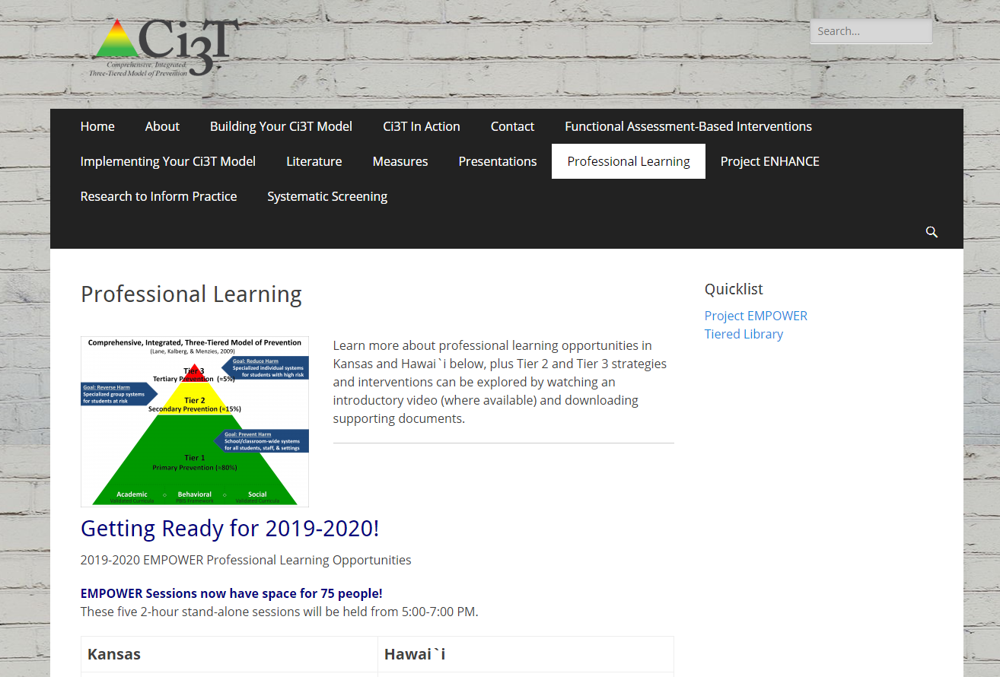 Ci3T
Comprehensive, Integrated,
Three-Tiered Model of Prevention
Search...
Home About Building Your Ci3T Model Ci3T In Action Contact Functional Assessment-Based Interventions
Implementing Your Ci3T Model Literature Measures Presentations Professional Learning Project ENHANCE
Research to Inform Practice Systematic Screening
Professional Learning
Comprehensive, Integrated, Three-Tiered Model of Prevention
(Lane, Kalberg, & Menzies, 2009)
Goal: Reduce Harm
Specialized individual systems
for students with high risk
Tier 3
Tertiary Prevention (≈5%)
Goal: Reverse Harm
Specialized group systems
for students at risk
Tier 2
Secondary Prevention (≈15%)
Goal: Prevent Harm
School/classroom-wide systems
for all students, staff, & settings
Tier 1
Primary Prevention (≈80%)
Academic ◇ Behavioral ◇ Social
Validated Curricula PBIS Framework Validated Curricula
Learn more about professional learning opportunities in
Kansas and Hawai`i below, plus Tier 2 and Tier 3 strategies
and interventions can be explored by watching an
introductory video (where available) and downloading
supporting documents.
Quicklist
Project EMPOWER
Tiered Library
Getting Ready for 2019-2020!
2019-2020 EMPOWER Professional Learning Opportunities
EMPOWER Sessions now have space for 75 people!
These five 2-hour stand-alone sessions will be held from 5:00-7:00 PM.
Kansas Hawai`i